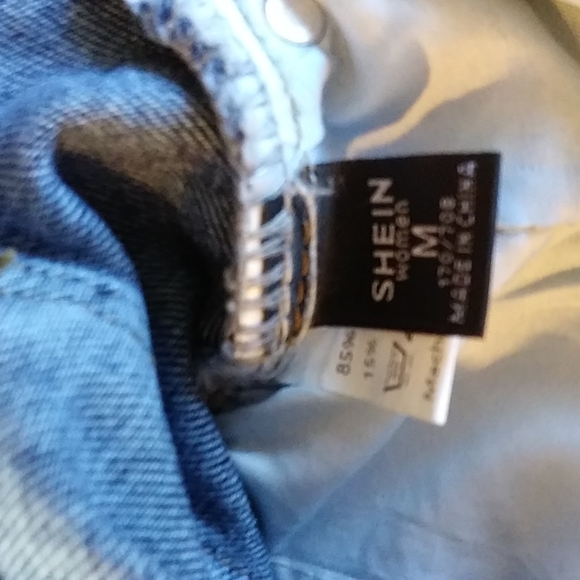 SHEIN
women
M
170/108
MADE IN CHINA
85%
15%